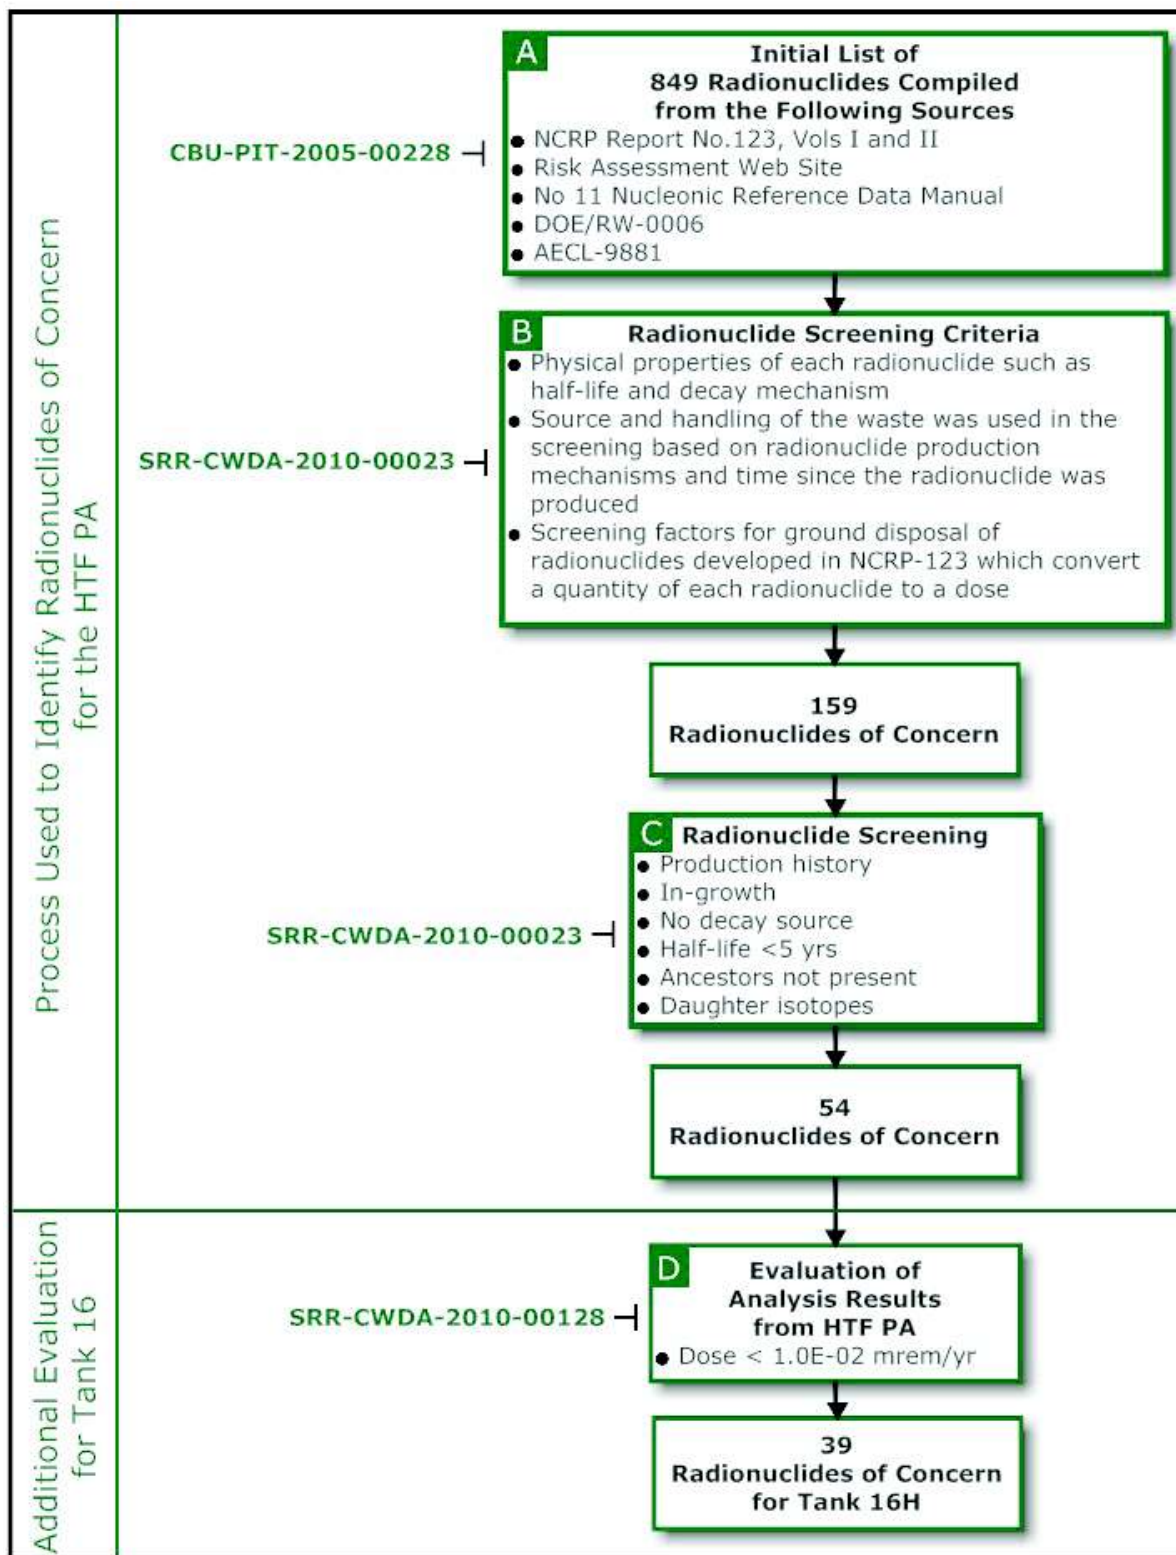 Process Used to Identify Radionuclides of Concern
for the HTF PA
A
Initial List of
849 Radionuclides Compiled
from the Following Sources
CBU-PIT-2005-00228
● NCRP Report No.123, Vols I and II
● Risk Assessment Web Site
● No 11 Nucleonic Reference Data Manual
● DOE/RW-0006
● AECL-9881
B
Radionuclide Screening Criteria
SRR-CWDA-2010-00023
● Physical properties of each radionuclide such as
half-life and decay mechanism
● Source and handling of the waste was used in the
screening based on radionuclide production
mechanisms and time since the radionuclide was
produced
● Screening factors for ground disposal of
radionuclides developed in NCRP-123 which convert
a quantity of each radionuclide to a dose
159
Radionuclides of Concern
C
Radionuclide Screening
SRR-CWDA-2010-00023
● Production history
● In-growth
● No decay source
● Half-life <5 yrs
● Ancestors not present
● Daughter isotopes
54
Radionuclides of Concern
Additional Evaluation
for Tank 16
D
Evaluation of
Analysis Results
from HTF PA
SRR-CWDA-2010-00128
● Dose < 1.0E-02 mrem/yr
39
Radionuclides of Concern
for Tank 16H